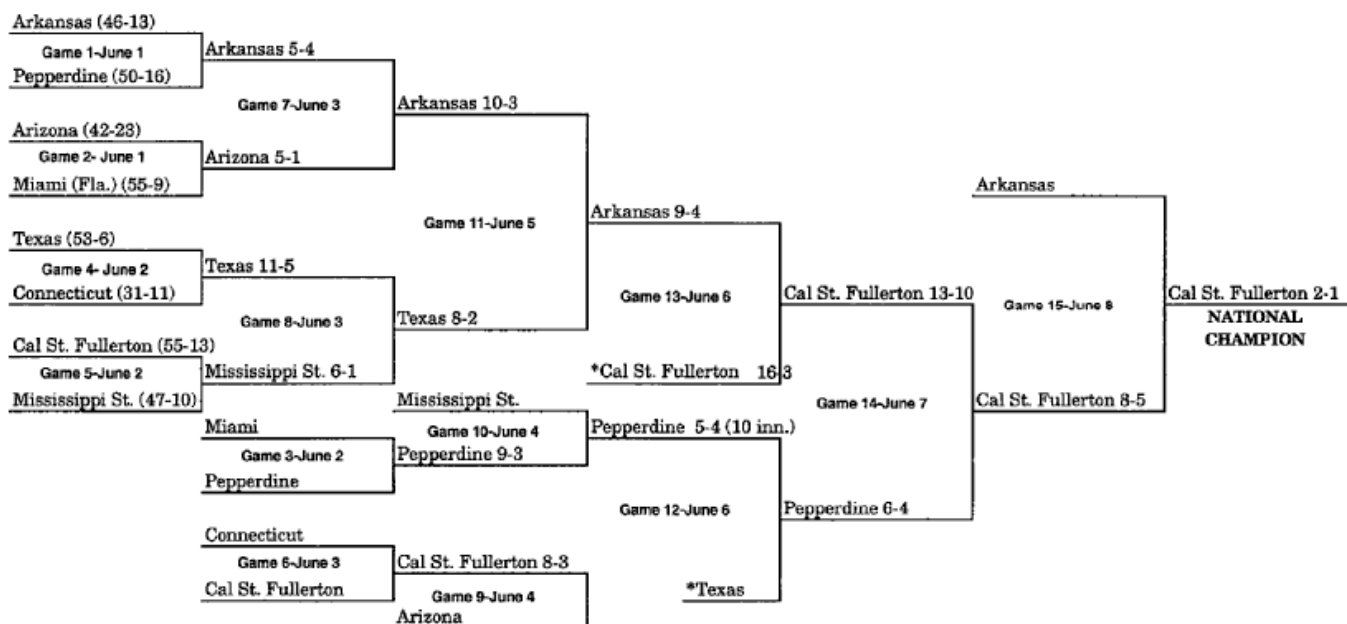 Arkansas (46-13)
Game 1-June 1
Pepperdine (50-16)
Arkansas 5-4
Game 7-June 3
Arizona (42-23)
Game 2- June 1
Miami (Fla.) (55-9)
Arizona 5-1
Arkansas 10-3
Game 11-June 5
Texas (53-6)
Game 4- June 2
Connecticut (31-11)
Texas 11-5
Game 8-June 3
Cal St. Fullerton (55-13)
Game 5-June 2
Mississippi St. (47-10)
Mississippi St. 6-1
Texas 8-2
Arkansas 9-4
Game 13-June 6
*Cal St. Fullerton 16-3
Cal St. Fullerton 13-10
Miami
Game 3-June 2
Pepperdine
Mississippi St.
Game 10-June 4
Pepperdine 9-3
Pepperdine 5-4 (10 inn.)
Game 12-June 6
*Texas
Pepperdine 6-4
Game 14-June 7
Connecticut
Game 6-June 3
Cal St. Fullerton
Cal St. Fullerton 8-3
Game 9-June 4
Arizona
Arkansas
Game 15-June 8
Cal St. Fullerton 8-5
Cal St. Fullerton 2-1
NATIONAL
CHAMPION